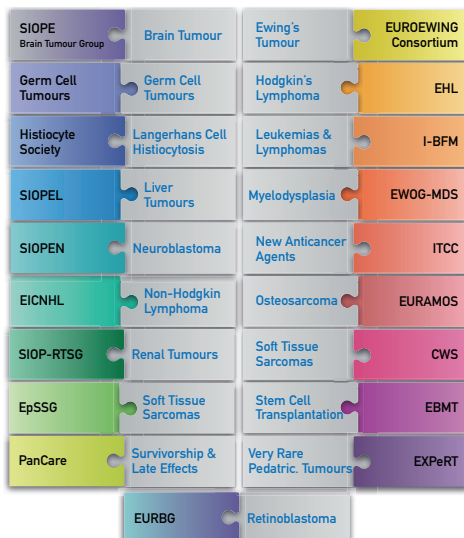 SIOPE
Brain Tumour Group
Brain Tumour
Ewing's
Tumour
EUROEWING
Consortium
Germ Cell
Tumours
Germ Cell
Tumours
Hodgkin's
Lymphoma
EHL
Histiocyte
Society
Langerhans Cell
Histiocytosis
Leukemias &
Lymphomas
I-BFM
SIOPEL
Liver
Tumours
Myelodysplasia
EWOG-MDS
SIOPEN
Neuroblastoma
New Anticancer
Agents
ITCC
EICNHL
Non-Hodgkin
Lymphoma
Osteosarcoma
EURAMOS
SIOP-RTSG
Renal Tumours
Soft Tissue
Sarcomas
CWS
EpSSG
Soft Tissue
Sarcomas
Stem Cell
Transplantation
EBMT
PanCare
Survivorship &
Late Effects
Very Rare
Pedatric. Tumours
EXPeRT
EURBG
Retinoblastoma